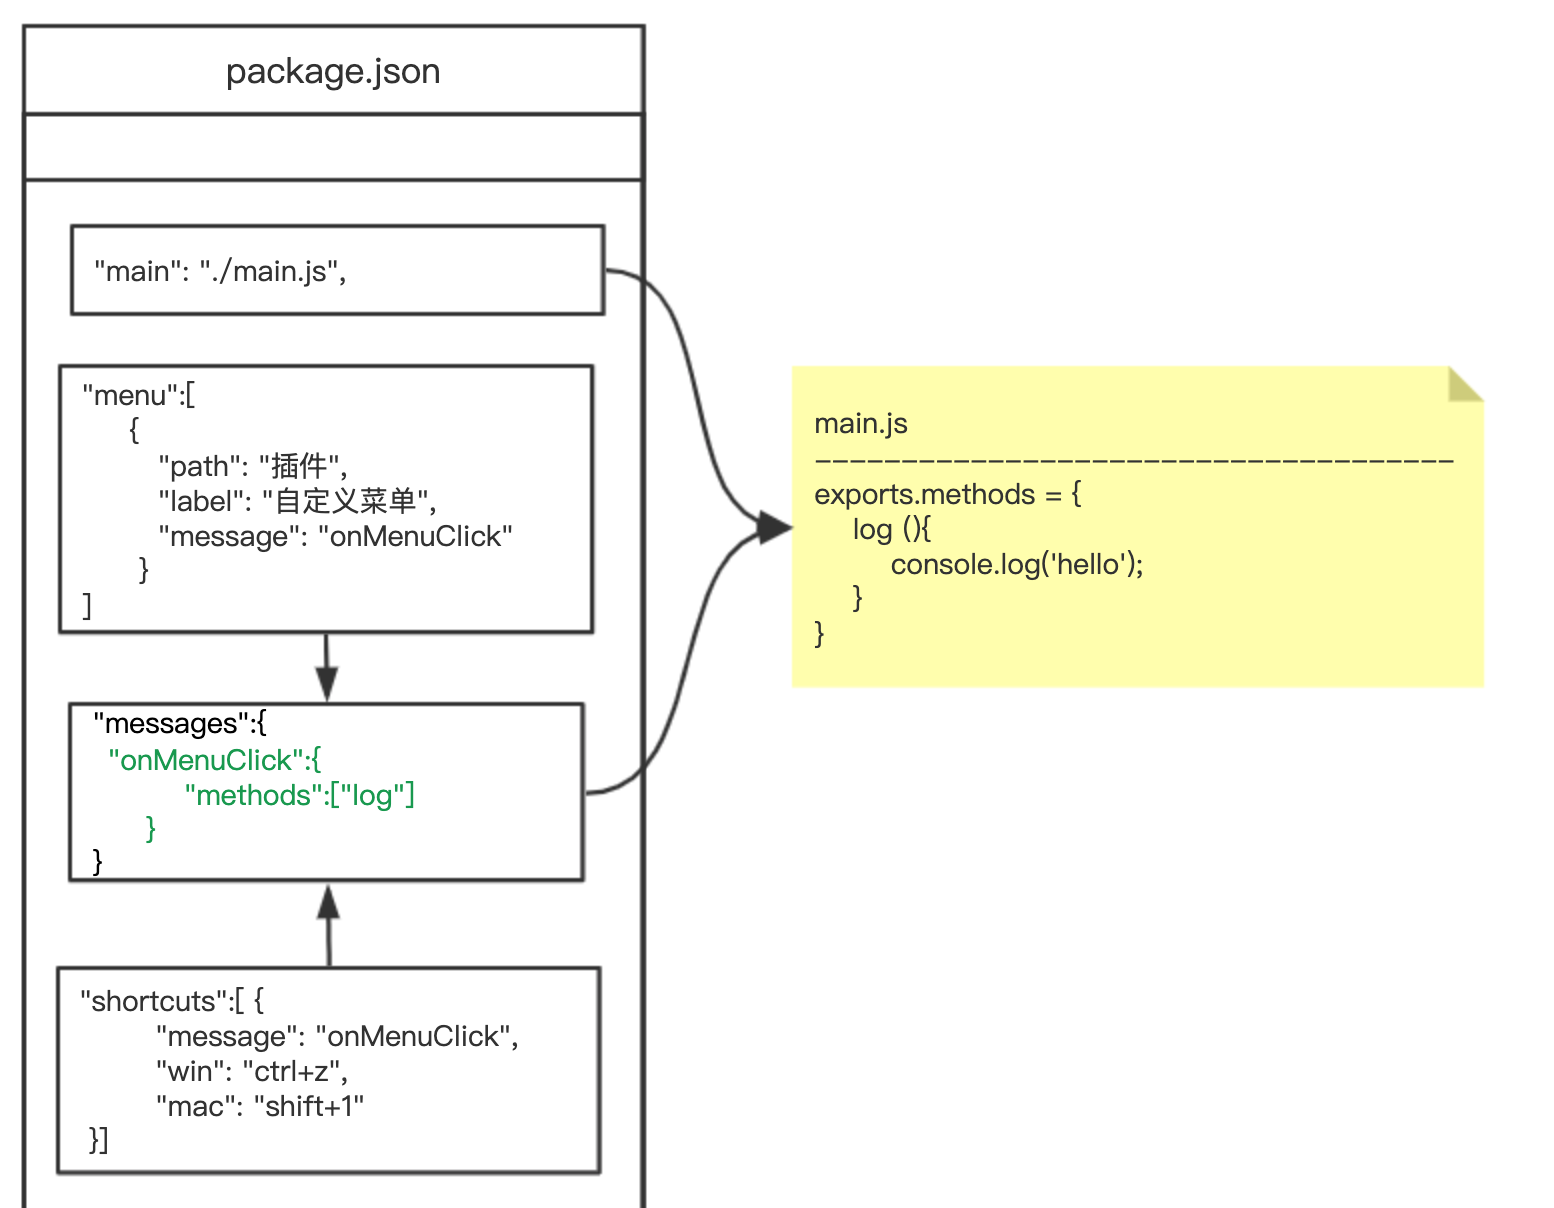 package.json
"main": "./main.js",
"menu":[
{
"path": "插件",
"label": "自定义菜单",
"message": "onMenuClick"
}
]
"messages":{
"onMenuClick":{
"methods":["log"]
}
}
"shortcuts":[ {
"message": "onMenuClick",
"win": "ctrl+z",
"mac": "shift+1"
}]
main.js
-------------------------------------
exports.methods = {
log (){
console.log('hello');
}
}